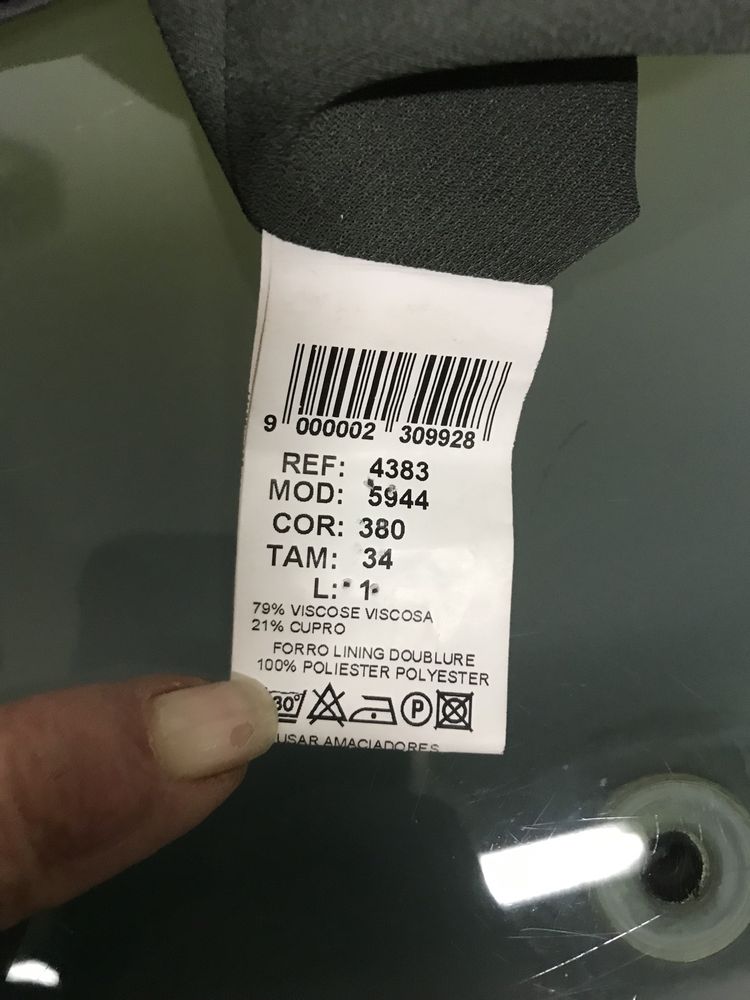 9 000002 309928
REF: 4383
MOD: 5944
COR: 380
TAM: 34
L: 1
79% VISCOSE VISCOSA
21% CUPRO
FORRO LINING DOUBLURE
100% POLIESTER POLYESTER
30° P
USAR AMACIADORES